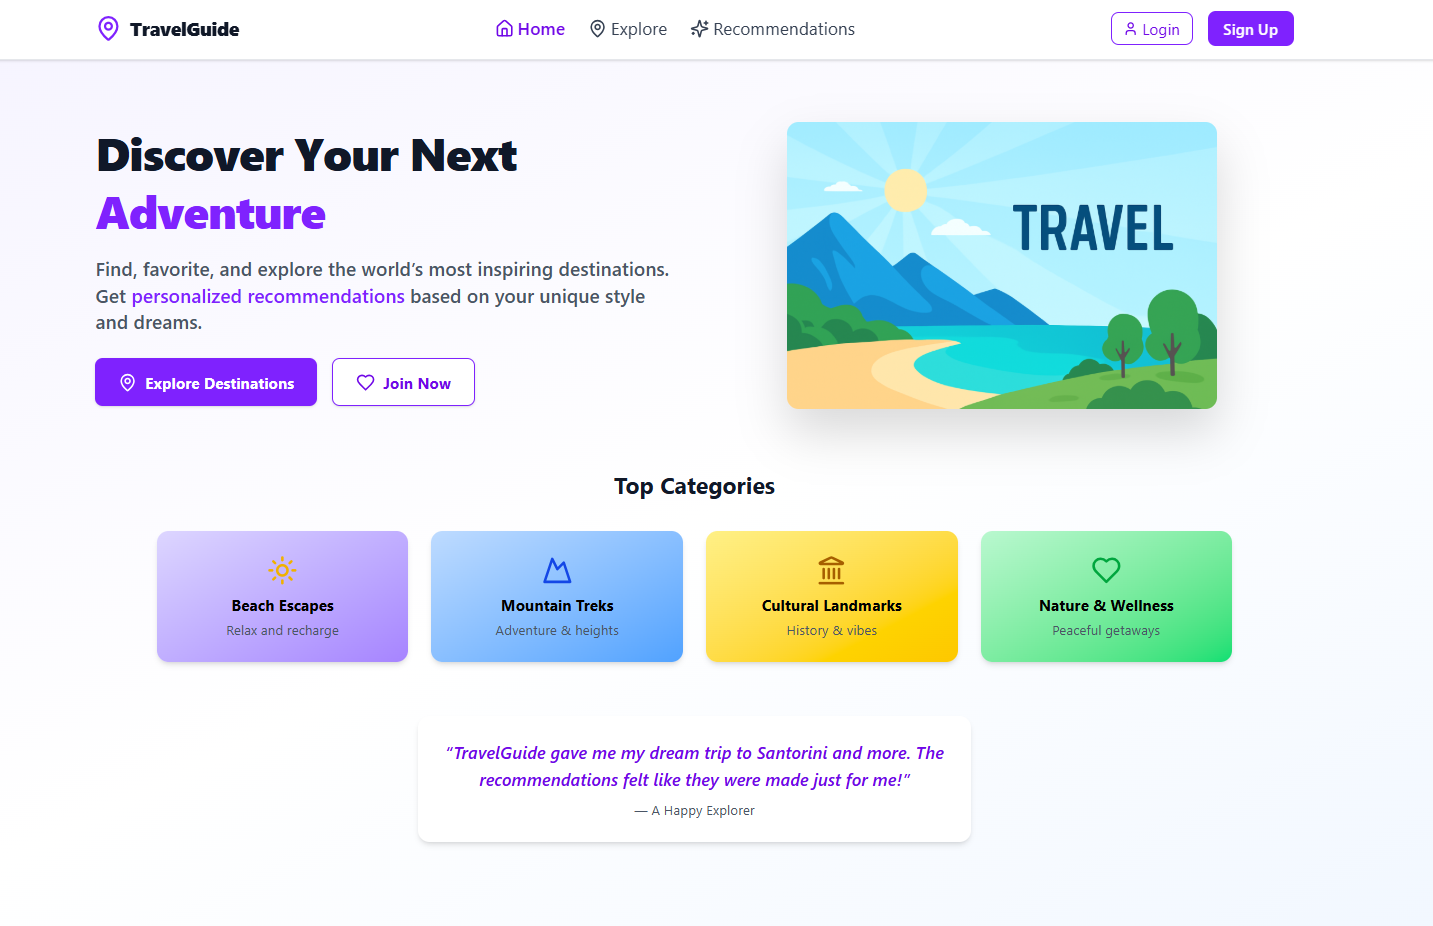 TravelGuide
Home
Explore
Recommendations
Login
Sign Up
Discover Your Next
Adventure
Find, favorite, and explore the world’s most inspiring destinations.
Get personalized recommendations based on your unique style
and dreams.
Explore Destinations
Join Now
TRAVEL
Top Categories
Beach Escapes
Relax and recharge
Mountain Treks
Adventure & heights
Cultural Landmarks
History & vibes
Nature & Wellness
Peaceful getaways
“TravelGuide gave me my dream trip to Santorini and more. The
recommendations felt like they were made just for me!”
— A Happy Explorer